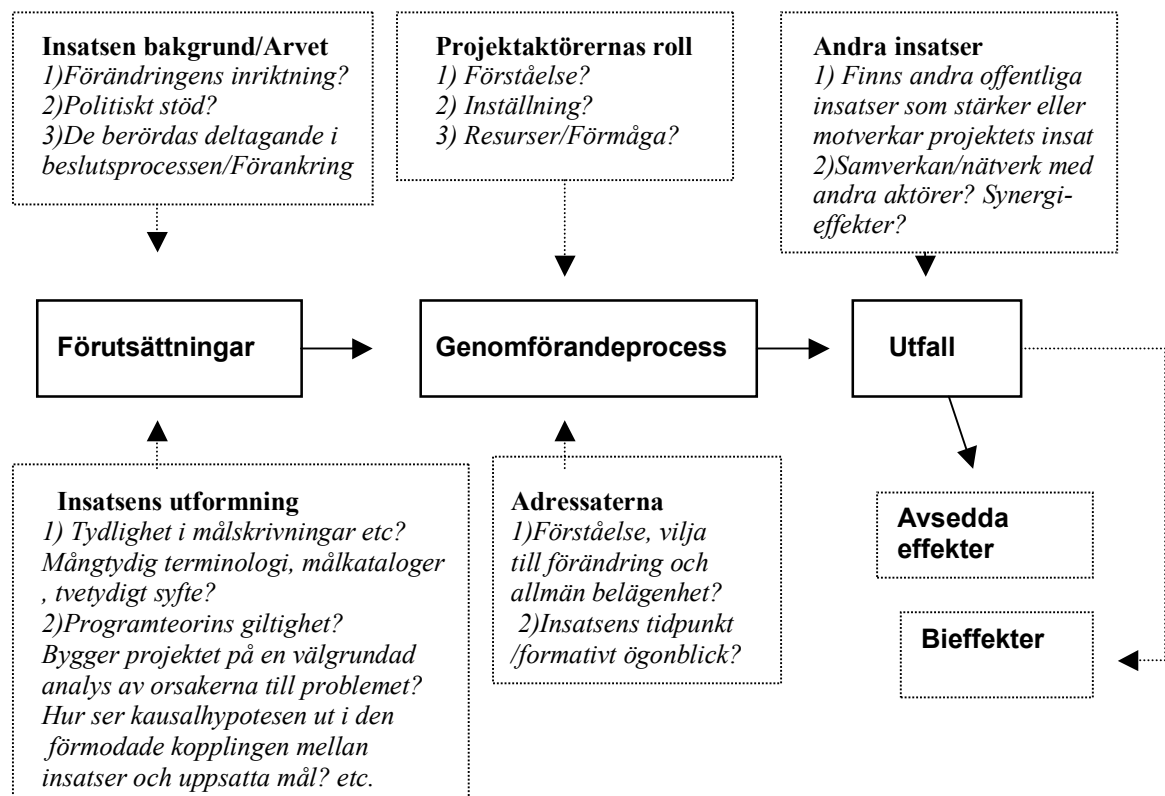 Insatsen bakgrund/Arvet
1)Förändringens inriktning?
2)Politiskt stöd?
3)De berördas deltagande i
beslutsprocessen/Förankring
Projektaktörernas roll
1) Förståelse?
2) Inställning?
3) Resurser/Förmåga?
Andra insatser
1) Finns andra offentliga
insatser som stärker eller
motverkar projektets insat
2)Samverkan/nätverk med
andra aktörer? Synergi-
effekter?
Förutsättningar
Genomförandeprocess
Utfall
Insatsens utformning
1) Tydlighet i målskrivningar etc?
Mångtydig terminologi, målkataloger
, tvetydigt syfte?
2)Programteorins giltighet?
Bygger projektet på en välgrundad
analys av orsakerna till problemet?
Hur ser kausalhypotesen ut i den
förmodade kopplingen mellan
insatser och uppsatta mål? etc.
Adressaterna
1)Förståelse, vilja
till förändring och
allmän belägenhet?
2)Insatsens tidpunkt
/formativt ögonblick?
Avsedda
effekter
Bieffekter